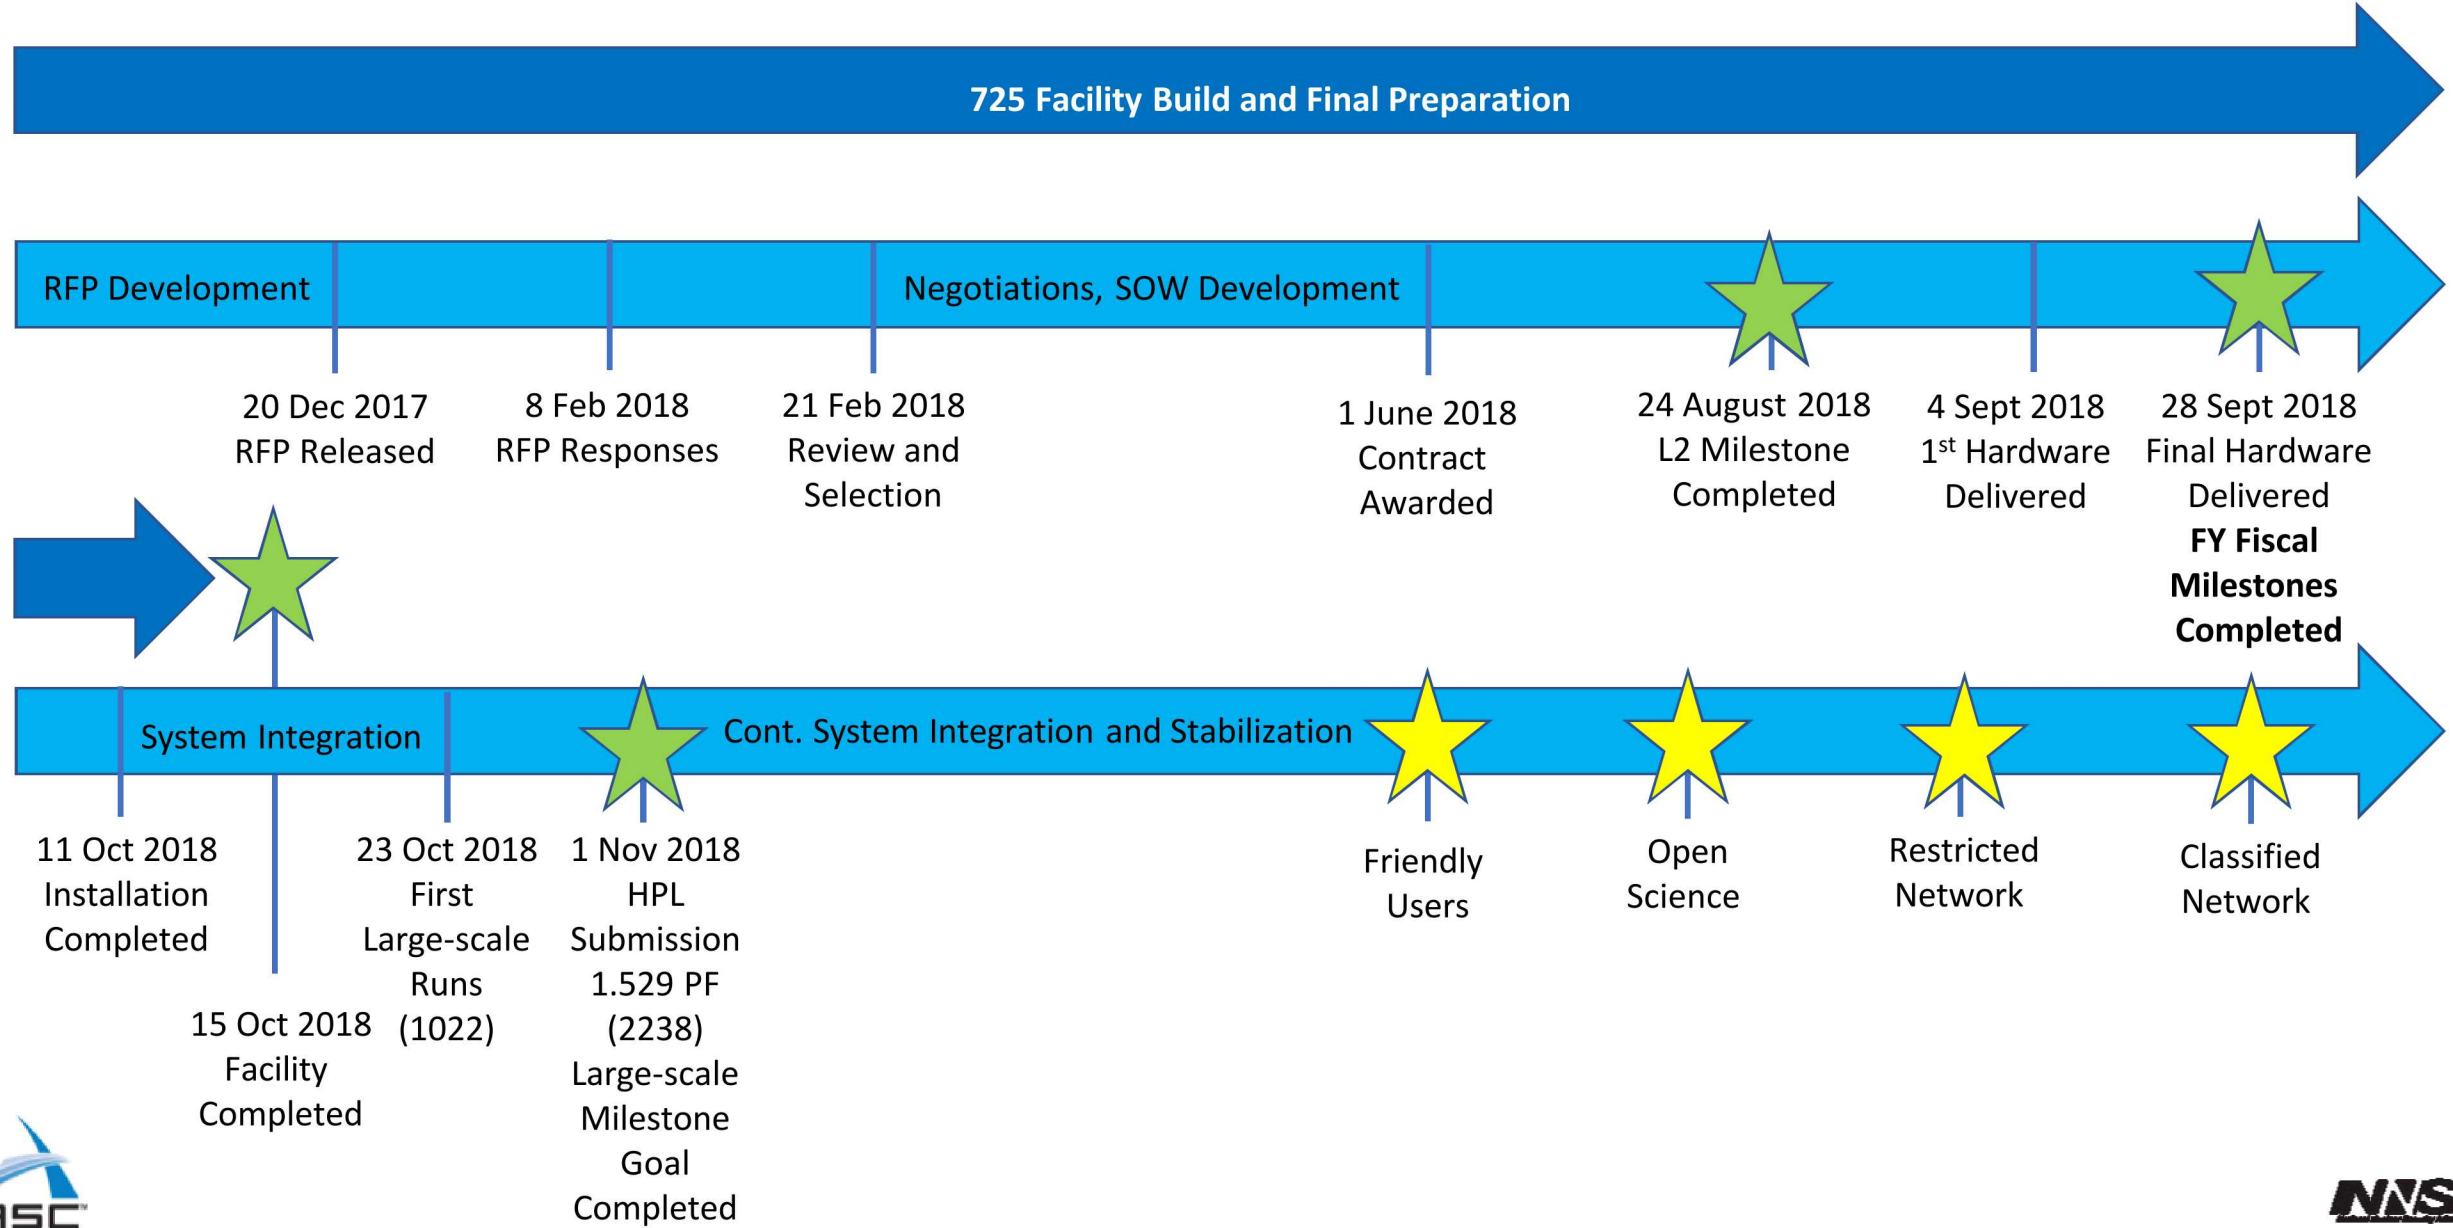 725 Facility Build and Final Preparation
RFP Development
Negotiations, SOW Development
20 Dec 2017
RFP Released
8 Feb 2018
RFP Responses
21 Feb 2018
Review and
Selection
1 June 2018
Contract
Awarded
24 August 2018
L2 Milestone
Completed
4 Sept 2018
1st Hardware
Delivered
28 Sept 2018
Final Hardware
Delivered
FY Fiscal
Milestones
Completed
System Integration
Cont. System Integration and Stabilization
11 Oct 2018
Installation
Completed
15 Oct 2018
Facility
Completed
23 Oct 2018
First
Large-scale
Runs
(1022)
1 Nov 2018
HPL
Submission
1.529 PF
(2238)
Large-scale
Milestone
Goal
Completed
Friendly
Users
Open
Science
Restricted
Network
Classified
Network
ASC
NNS